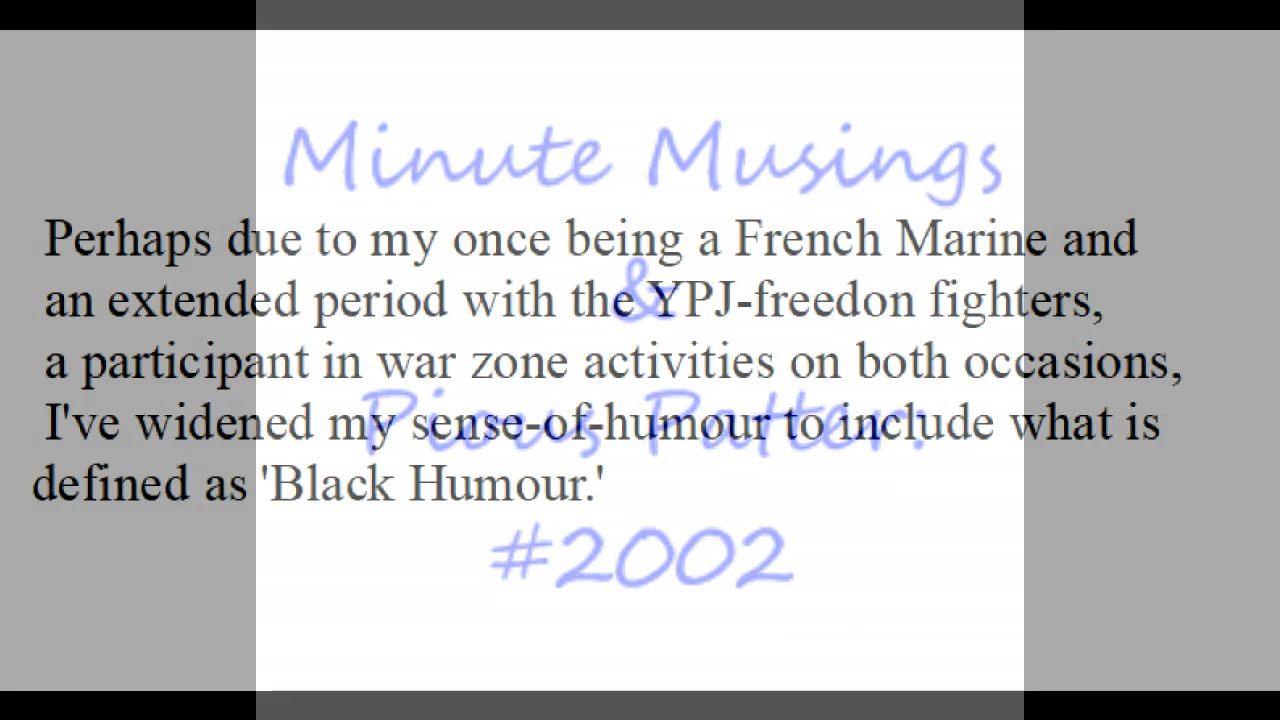 Minute Musings
Perhaps due to my once being a French Marine and
&
an extended period with the YPJ-freedon fighters,
a participant in war zone activities on both occasions,
Pious Patter:
I've widened my sense-of-humour to include what is
defined as 'Black Humour.'
#2002